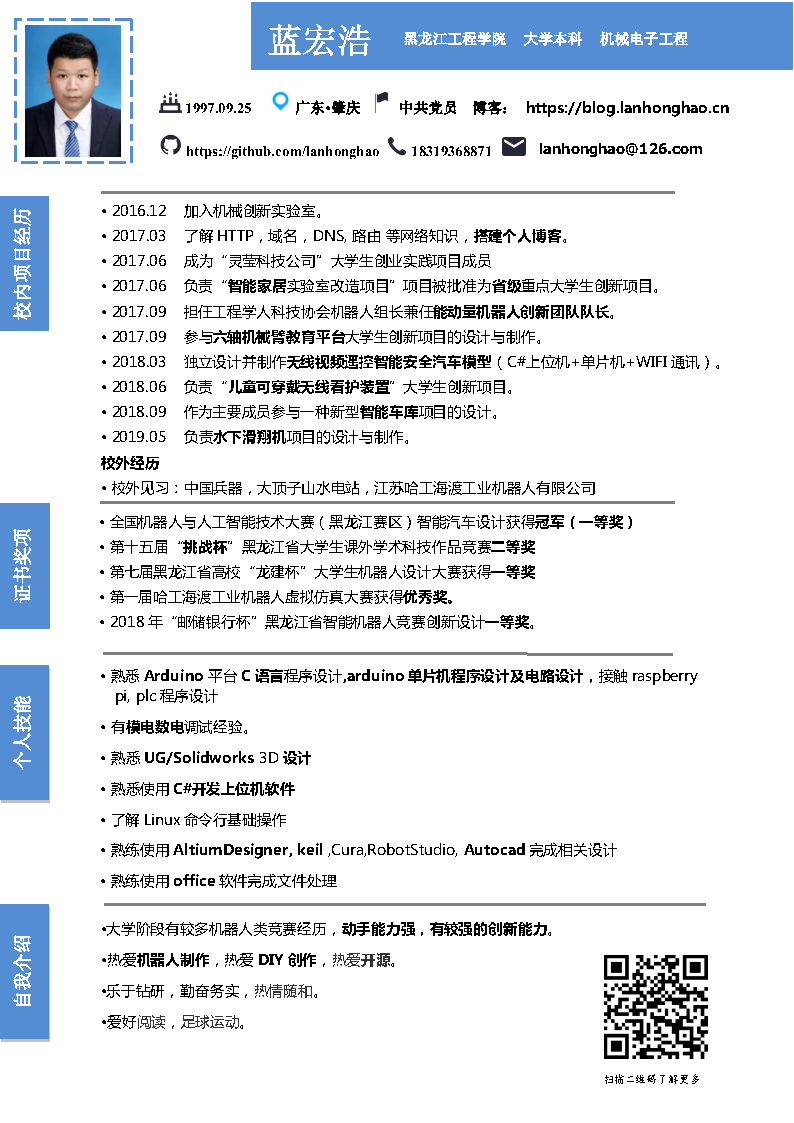 蓝宏浩 黑龙江工程学院 大学本科 机械电子工程
1997.09.25 广东•肇庆 中共党员 博客： https://blog.lanhonghao.cn
https://github.com/lanhonghao 18319368871 lanhonghao@126.com
校内项目经历
• 2016.12 加入机械创新实验室。
• 2017.03 了解 HTTP，域名，DNS, 路由 等网络知识，搭建个人博客。
• 2017.06 成为“灵莹科技公司”大学生创业实践项目成员
• 2017.06 负责“智能家居实验室改造项目”项目被批准为省级重点大学生创新项目。
• 2017.09 担任工程学人科技协会机器人组长兼任能动量机器人创新团队队长。
• 2017.09 参与六轴机械臂教育平台大学生创新项目的设计与制作。
• 2018.03 独立设计并制作无线视频遥控智能安全汽车模型（C#上位机+单片机+WIFI 通讯）。
• 2018.06 负责“儿童可穿戴无线看护装置”大学生创新项目。
• 2018.09 作为主要成员参与一种新型智能车库项目的设计。
• 2019.05 负责水下滑翔机项目的设计与制作。
校外经历
• 校外见习：中国兵器，大顶子山水电站，江苏哈工海渡工业机器人有限公司
证书奖项
• 全国机器人与人工智能技术大赛（黑龙江赛区）智能汽车设计获得冠军（一等奖）
• 第十五届“挑战杯”黑龙江省大学生课外学术科技作品竞赛二等奖
• 第七届黑龙江省高校“龙建杯”大学生机器人设计大赛获得一等奖
• 第一届哈工海渡工业机器人虚拟仿真大赛获得优秀奖。
• 2018 年“邮储银行杯”黑龙江省智能机器人竞赛创新设计一等奖。
个人技能
• 熟悉 Arduino 平台 C 语言程序设计,arduino 单片机程序设计及电路设计，接触 raspberry
pi, plc 程序设计
• 有模电数电调试经验。
• 熟悉 UG/Solidworks 3D 设计
• 熟悉使用 C#开发上位机软件
• 了解 Linux 命令行基础操作
• 熟练使用 AltiumDesigner, keil ,Cura,RobotStudio, Autocad 完成相关设计
• 熟练使用 office 软件完成文件处理
自我介绍
•大学阶段有较多机器人类竞赛经历，动手能力强，有较强的创新能力。
•热爱机器人制作，热爱 DIY 创作，热爱开源。
•乐于钻研，勤奋务实，热情随和。
•爱好阅读，足球运动。
扫描二维码了解更多